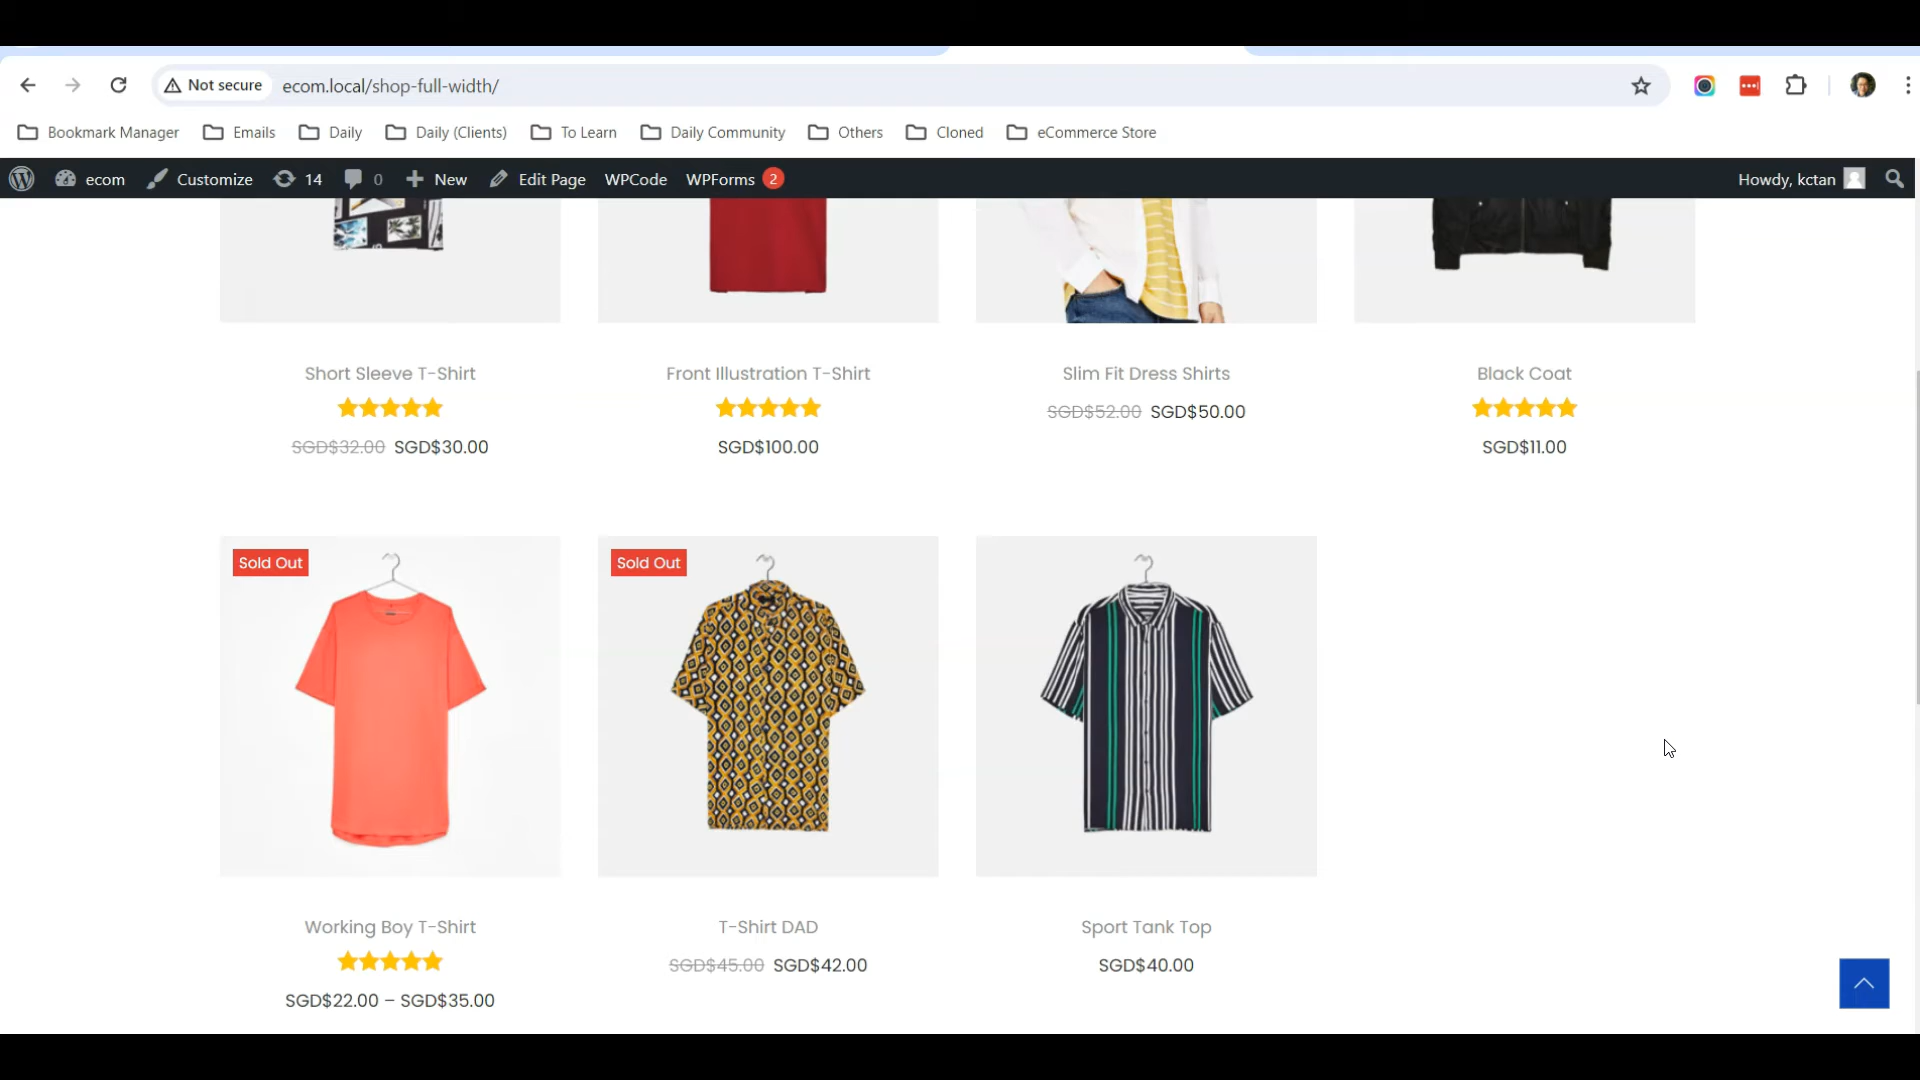 Not secure ecom.local/shop-full-width/
Bookmark Manager Emails Daily Daily (Clients) To Learn Daily Community Others Cloned eCommerce Store
ecom Customize 14 0 New Edit Page WPCode WPForms 2 Howdy, kctan
Short Sleeve T-Shirt Front Illustration T-Shirt Slim Fit Dress Shirts Black Coat
SGD$52.00 SGD$50.00
SGD$32.00 SGD$30.00 SGD$100.00 SGD$11.00
Sold Out Sold Out
Working Boy T-Shirt T-Shirt DAD Sport Tank Top
SGD$45.00 SGD$42.00 SGD$40.00
SGD$22.00 – SGD$35.00